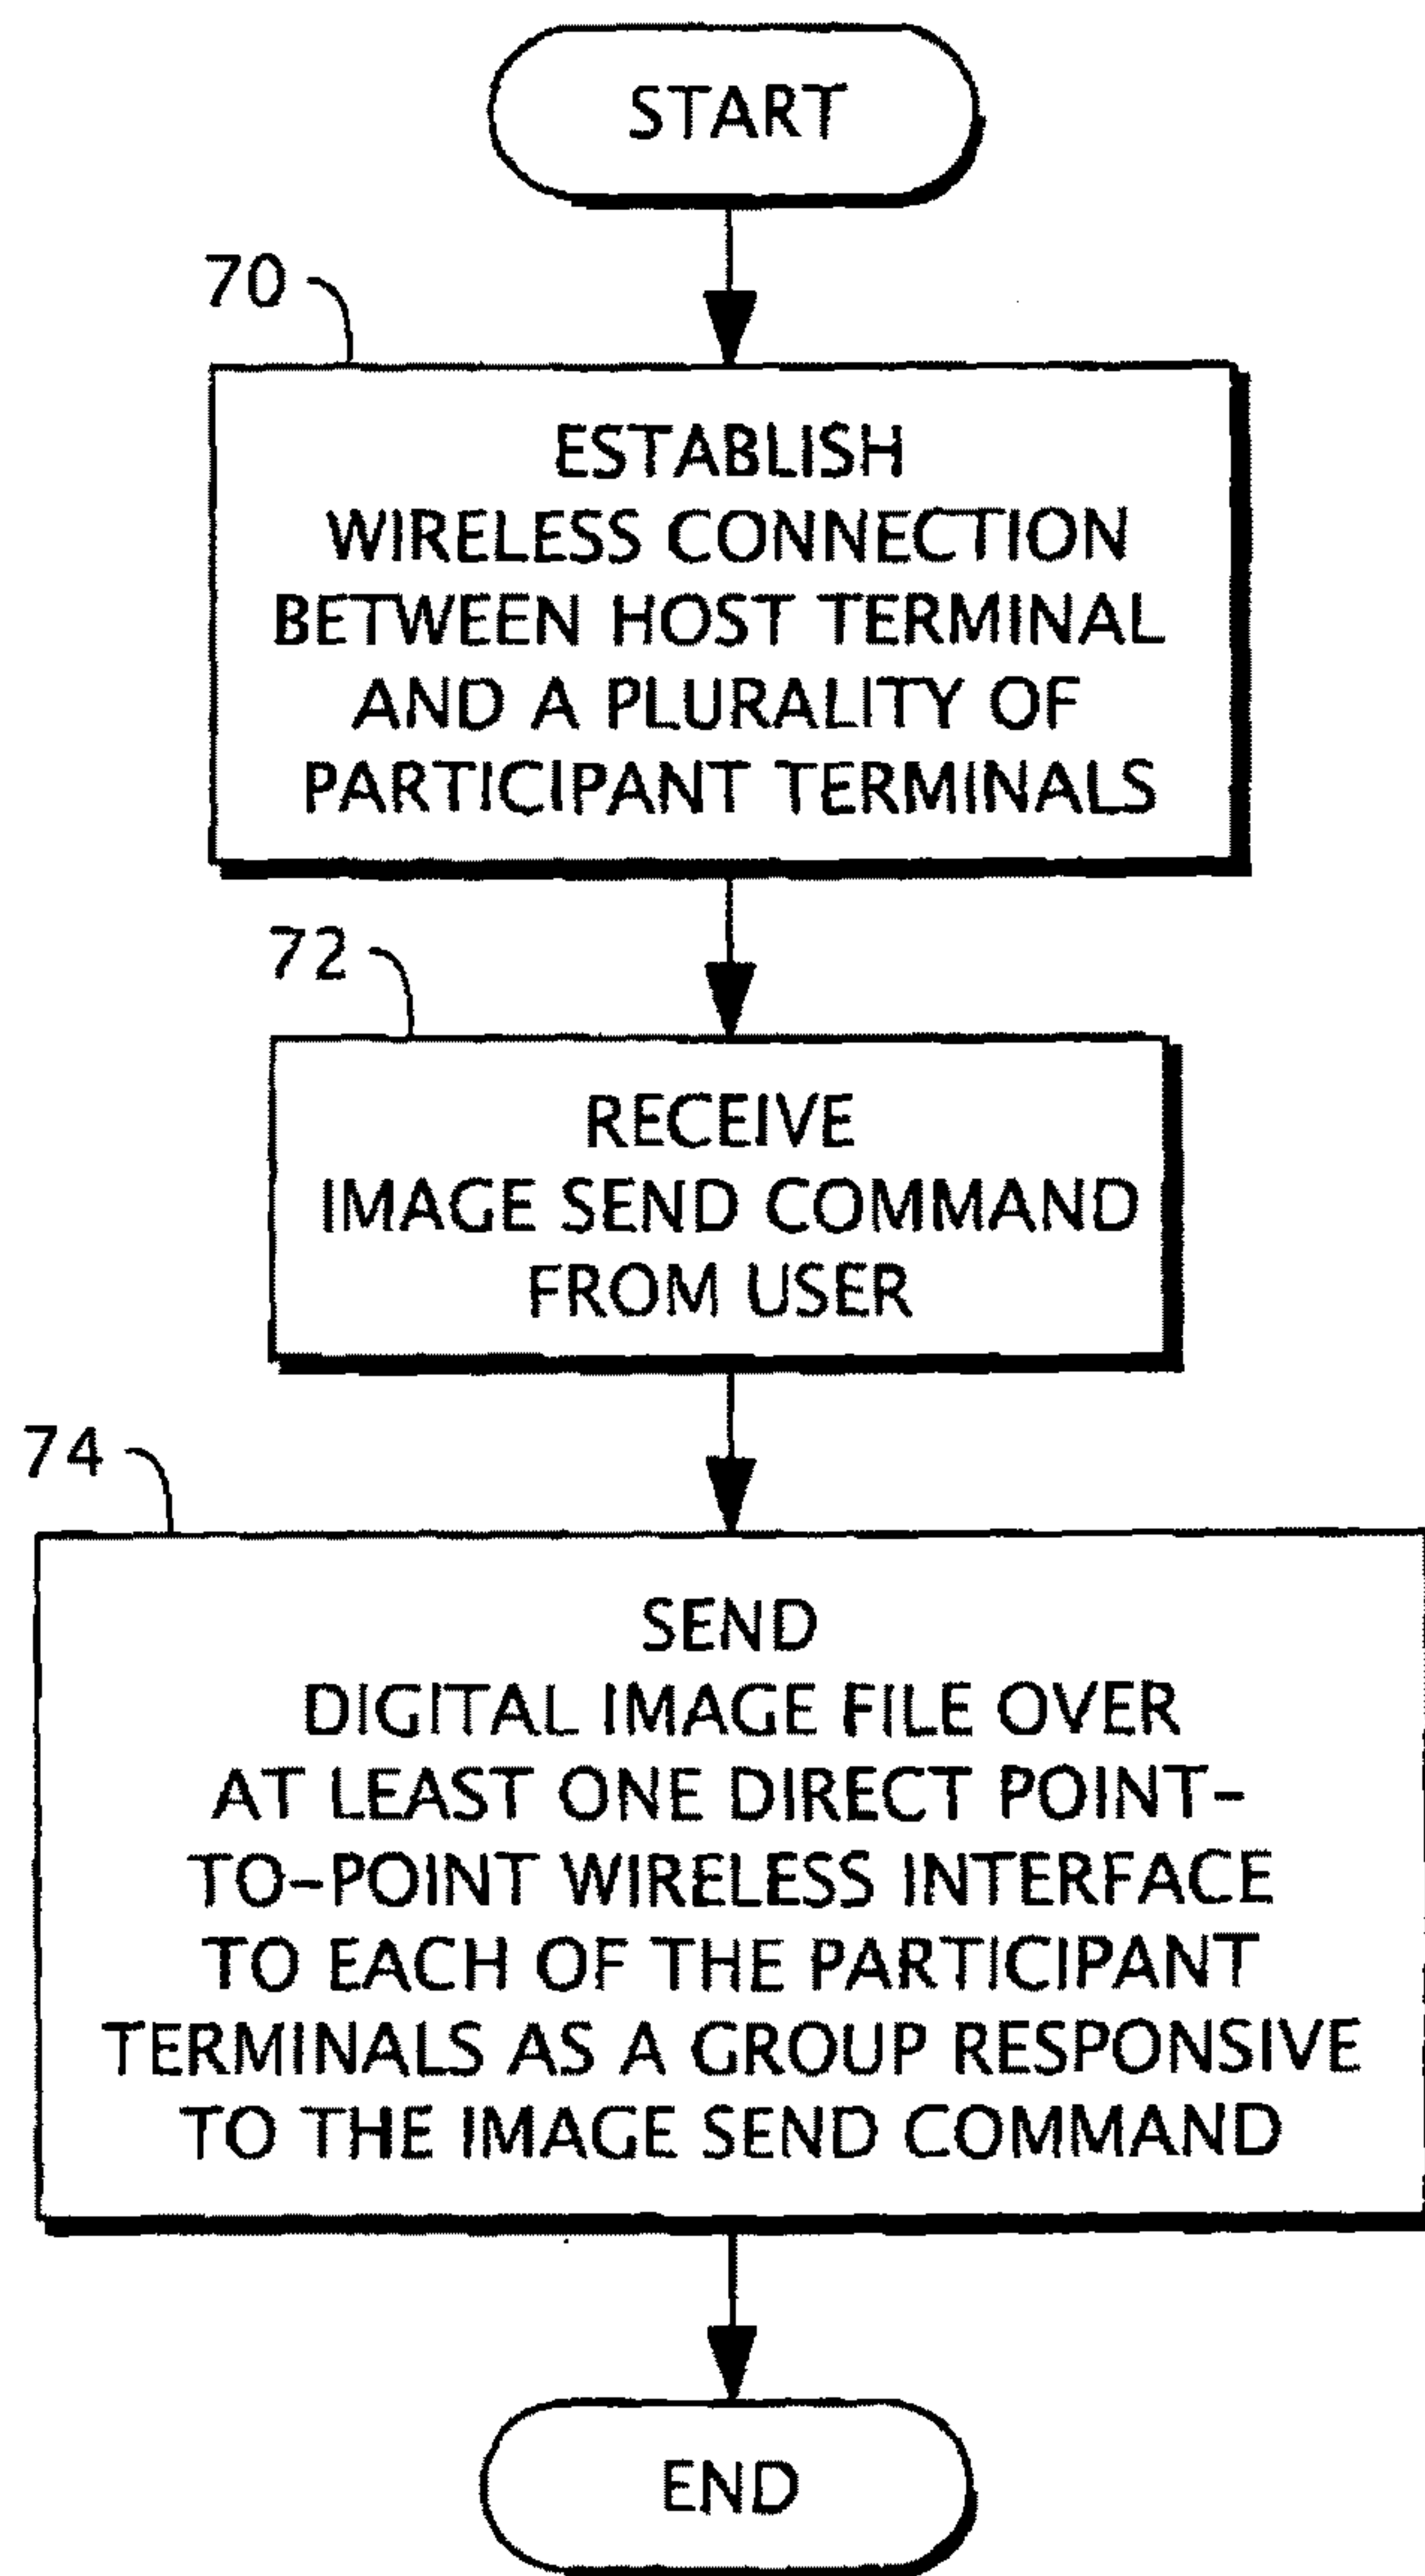 START
70
ESTABLISH
WIRELESS CONNECTION
BETWEEN HOST TERMINAL
AND A PLURALITY OF
PARTICIPANT TERMINALS
72
RECEIVE
IMAGE SEND COMMAND
FROM USER
74
SEND
DIGITAL IMAGE FILE OVER
AT LEAST ONE DIRECT POINT-
TO-POINT WIRELESS INTERFACE
TO EACH OF THE PARTICIPANT
TERMINALS AS A GROUP RESPONSIVE
TO THE IMAGE SEND COMMAND
END